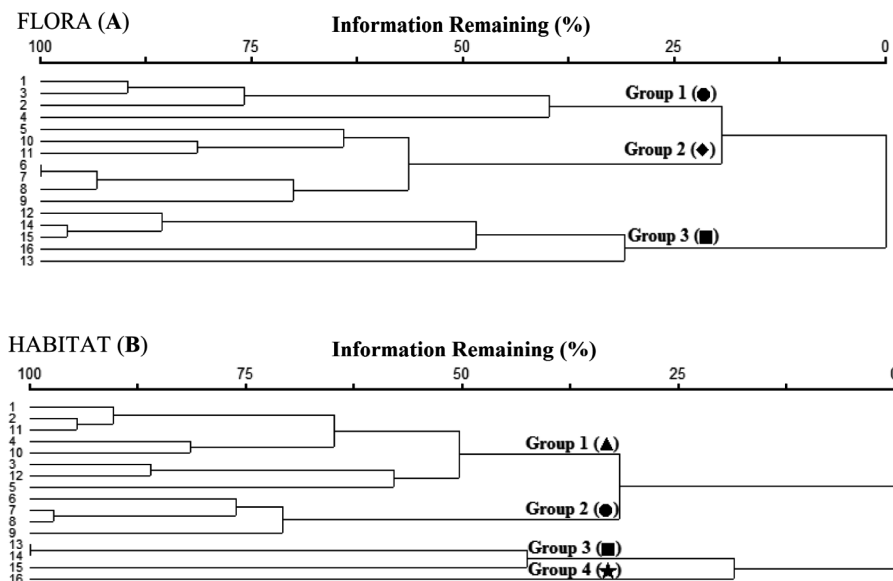 FLORA (A)
Information Remaining (%)
100 75 50 25 0
1
3
2
4
5
10
11
6
7
8
9
12
14
15
16
13
Group 1 (●)
Group 2 (◆)
Group 3 (■)
HABITAT (B)
Information Remaining (%)
100 75 50 25 0
1
2
11
4
10
3
12
5
6
7
8
9
13
14
15
16
Group 1 (▲)
Group 2 (●)
Group 3 (■)
Group 4 (★)